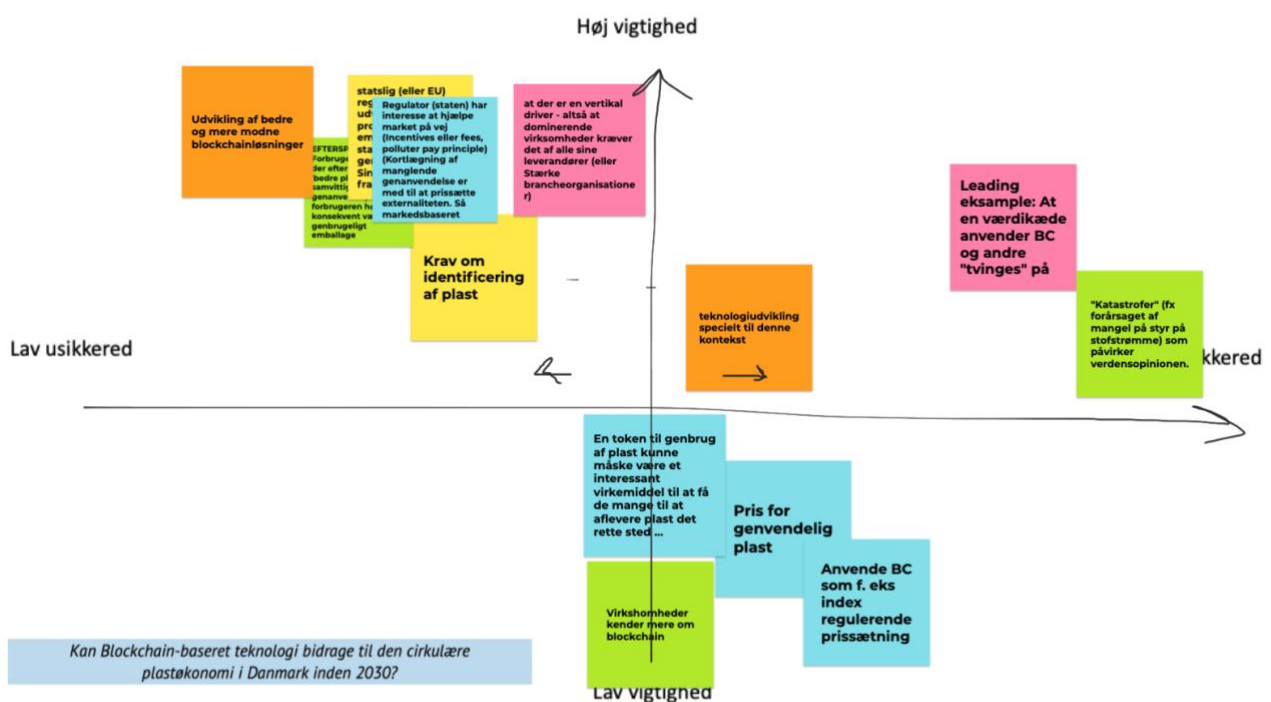 Høj vigtighed
Udvikling af bedre
og mere modne
blockchainløsninger
statslig (eller EU)
Regulator (staten) har
interesse at hjælpe
market på vej
(Incentives eller fees,
polluter pay principle)
(Kortlægning af
manglende
genanvendelse er
med til at prissætte
externaliteten. Så
markedsbaseret
konsekvent
genbrugeligt
emballage
Krav om
identificering
af plast
at der er en vertikal
driver - altså at
dominerende
virksomheder kræver
det af alle sine
leverandører (eller
Stærke
brancheorganisatione
r)
Leading
eksample: At
en værdikæde
anvender BC
og andre
"tvinges" på
teknologiudvikling
specielt til denne
kontekst
"Katastrofer" (fx
forårsaget af
mangel på styr på
stofstrømme) som
påvirker
verdensopinionen.
Lav usikkered
kkered
En token til genbrug
af plast kunne
måske være et
interessant
virkemiddel til at få
de mange til at
aflevere plast det
rette sted ...
Pris for
genvendelig
plast
Anvende BC
som f. eks
index
regulerende
prissætning
Virkshomheder
kender mere om
blockchain
Lav vigtighed
Kan Blockchain-baseret teknologi bidrage til den cirkulære
plastøkonomi i Danmark inden 2030?